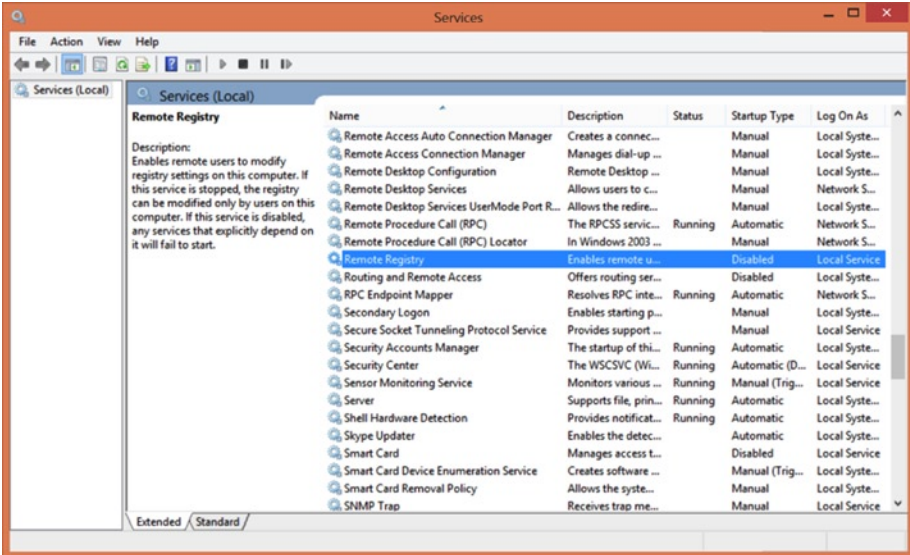 Services
File Action View Help
Services (Local)
Services (Local)
Remote Registry
Description:
Enables remote users to modify
registry settings on this computer. If
this service is stopped, the registry
can be modified only by users on this
computer. If this service is disabled,
any services that explicitly depend on
it will fail to start.
Name Description Status Startup Type Log On As
Remote Access Auto Connection Manager Creates a connec... Manual Local Syste...
Remote Access Connection Manager Manages dial-up ... Manual Local Syste...
Remote Desktop Configuration Remote Desktop ... Manual Local Syste...
Remote Desktop Services Allows users to c... Manual Network S...
Remote Desktop Services UserMode Port R... Allows the redire... Manual Local Syste...
Remote Procedure Call (RPC) The RPCSS servic... Running Automatic Network S...
Remote Procedure Call (RPC) Locator In Windows 2003 ... Manual Network S...
Remote Registry Enables remote u... Disabled Local Service
Routing and Remote Access Offers routing ser... Disabled Local Syste...
RPC Endpoint Mapper Resolves RPC inte... Running Automatic Network S...
Secondary Logon Enables starting p... Manual Local Syste...
Secure Socket Tunneling Protocol Service Provides support ... Manual Local Service
Security Accounts Manager The startup of thi... Running Automatic Local Syste...
Security Center The WSCSVC (Wi... Running Automatic (D... Local Service
Sensor Monitoring Service Monitors various ... Running Manual (Trig... Local Service
Server Supports file, prin... Running Automatic Local Syste...
Shell Hardware Detection Provides notificat... Running Automatic Local Syste...
Skype Updater Enables the detec... Automatic Local Syste...
Smart Card Manages access t... Disabled Local Service
Smart Card Device Enumeration Service Creates software ... Manual (Trig... Local Syste...
Smart Card Removal Policy Allows the syste... Manual Local Syste...
SNMP Trap Receives trap me... Manual Local Service
Extended Standard